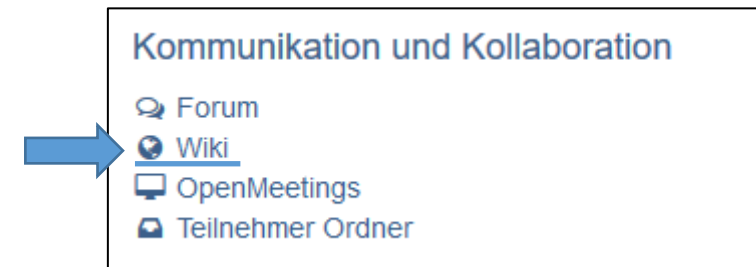 Kommunikation und Kollaboration
Forum
Wiki
OpenMeetings
Teilnehmer Ordner